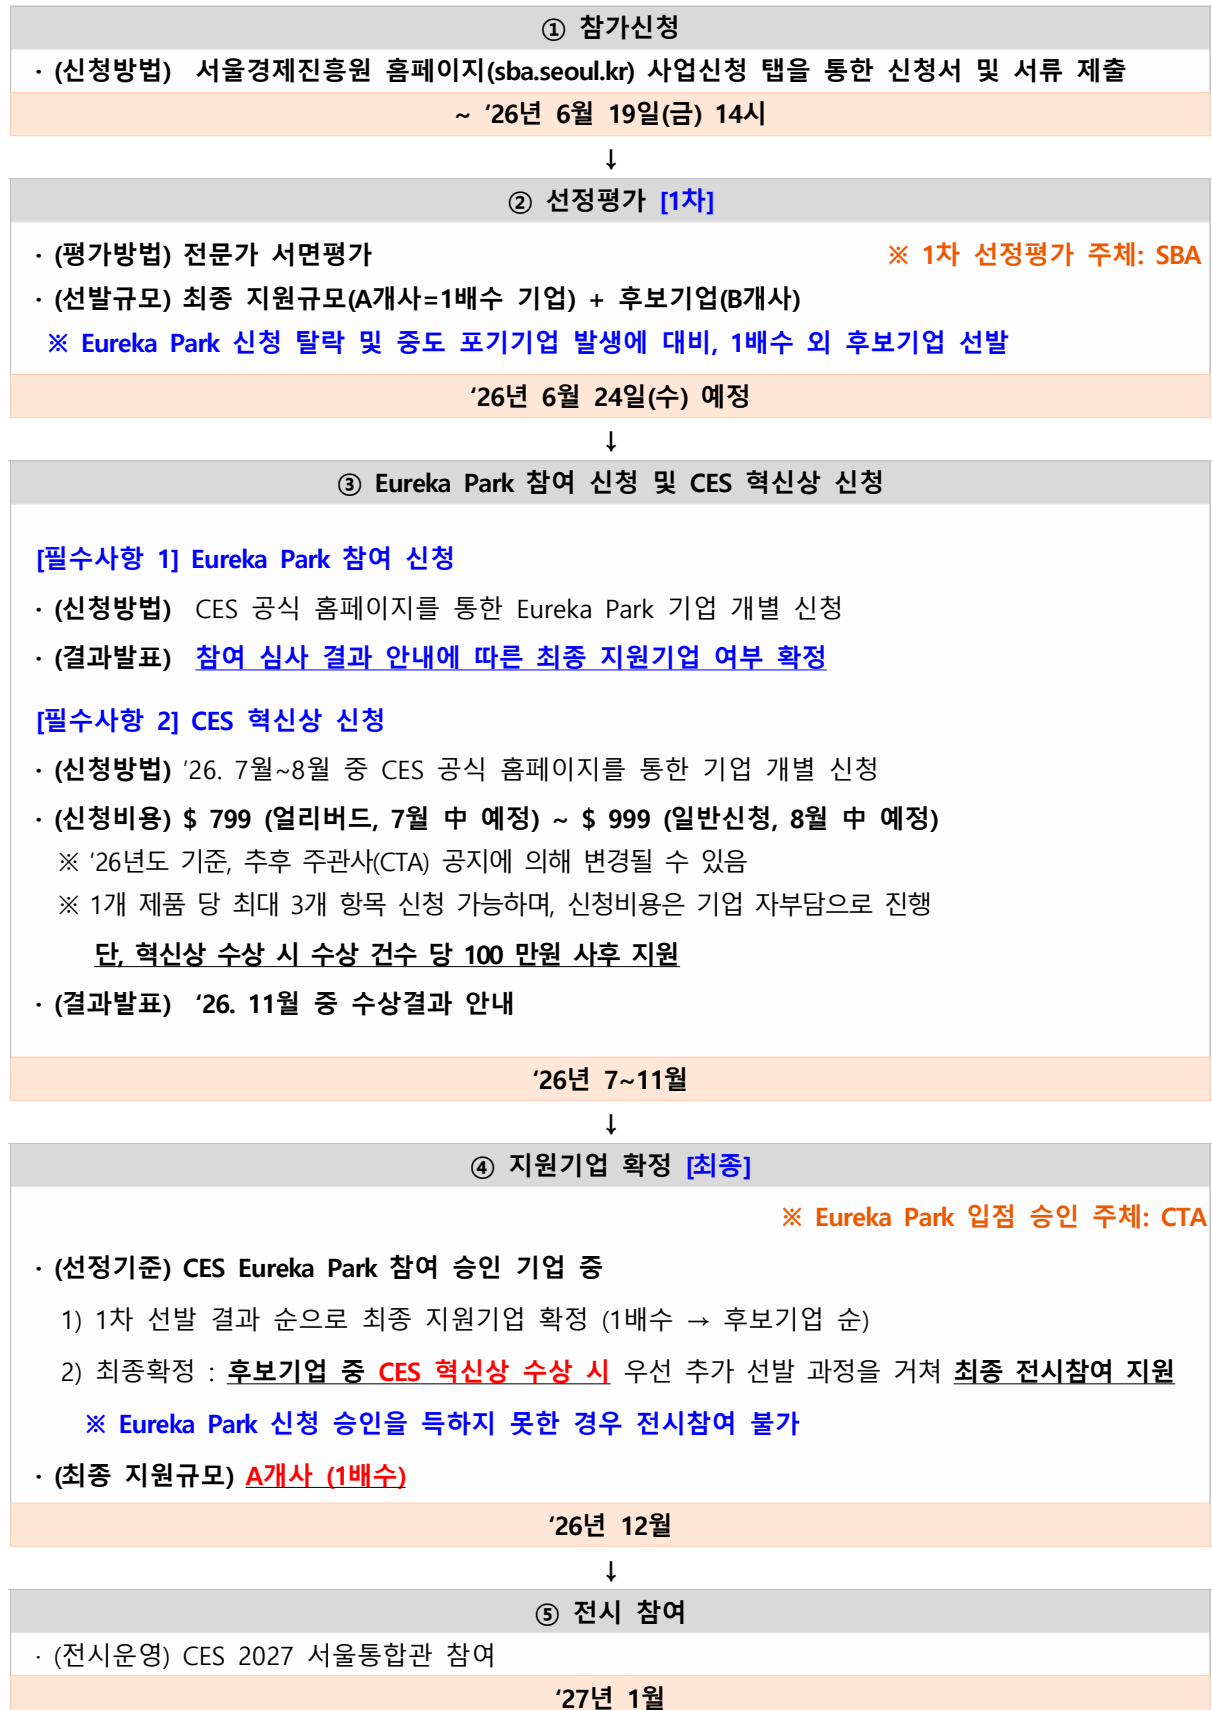 ① 참가신청
· (신청방법) 서울경제진흥원 홈페이지(sba.seoul.kr) 사업신청 탭을 통한 신청서 및 서류 제출
~ ‘26년 6월 19일(금) 14시
↓
② 선정평가 [1차]
· (평가방법) 전문가 서면평가 ※ 1차 선정평가 주체: SBA
· (선발규모) 최종 지원규모(A개사=1배수 기업) + 후보기업(B개사)
※ Eureka Park 신청 탈락 및 중도 포기기업 발생에 대비, 1배수 외 후보기업 선발
‘26년 6월 24일(수) 예정
↓
③ Eureka Park 참여 신청 및 CES 혁신상 신청
[필수사항 1] Eureka Park 참여 신청
· (신청방법) CES 공식 홈페이지를 통한 Eureka Park 기업 개별 신청
· (결과발표) 참여 심사 결과 안내에 따른 최종 지원기업 여부 확정
[필수사항 2] CES 혁신상 신청
· (신청방법) ‘26. 7월~8월 중 CES 공식 홈페이지를 통한 기업 개별 신청
· (신청비용) $ 799 (얼리버드, 7월 中 예정) ~ $ 999 (일반신청, 8월 中 예정)
※ ‘26년도 기준, 추후 주관사(CTA) 공지에 의해 변경될 수 있음
※ 1개 제품 당 최대 3개 항목 신청 가능하며, 신청비용은 기업 자부담으로 진행
단, 혁신상 수상 시 수상 건수 당 100 만원 사후 지원
· (결과발표) ‘26. 11월 중 수상결과 안내
‘26년 7~11월
↓
④ 지원기업 확정 [최종]
※ Eureka Park 입점 승인 주체: CTA
· (선정기준) CES Eureka Park 참여 승인 기업 중
1) 1차 선발 결과 순으로 최종 지원기업 확정 (1배수 → 후보기업 순)
2) 최종확정 : 후보기업 중 CES 혁신상 수상 시 우선 추가 선발 과정을 거쳐 최종 전시참여 지원
※ Eureka Park 신청 승인을 득하지 못한 경우 전시참여 불가
· (최종 지원규모) A개사 (1배수)
‘26년 12월
↓
⑤ 전시 참여
· (전시운영) CES 2027 서울통합관 참여
‘27년 1월